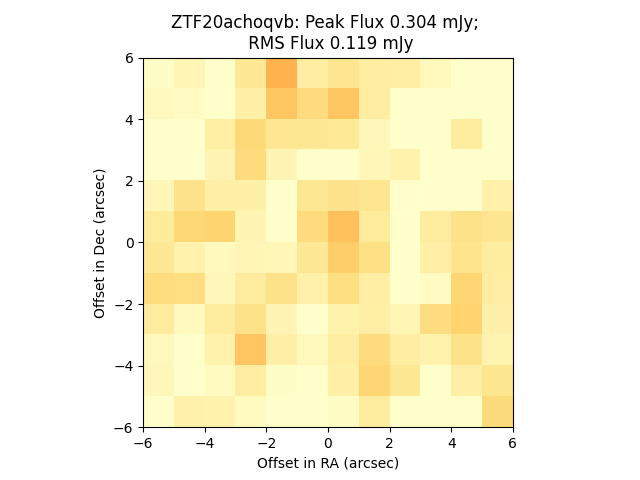 ZTF20achoqvb: Peak Flux 0.304 mJy;
RMS Flux 0.119 mJy
6
4
2
0
−2
−4
−6
Offset in Dec (arcsec)
−6 −4 −2 0 2 4 6
Offset in RA (arcsec)